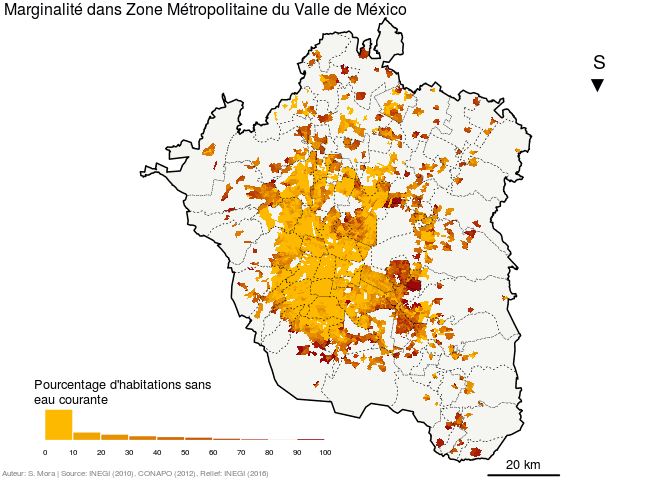 Marginalité dans Zone Métropolitaine du Valle de México
S
Pourcentage d'habitations sans
eau courante
0 10 20 30 40 50 60 70 80 90 100
20 km
Auteur: S. Mora | Source: INEGI (2010), CONAPO (2012), Relief: INEGI (2016)